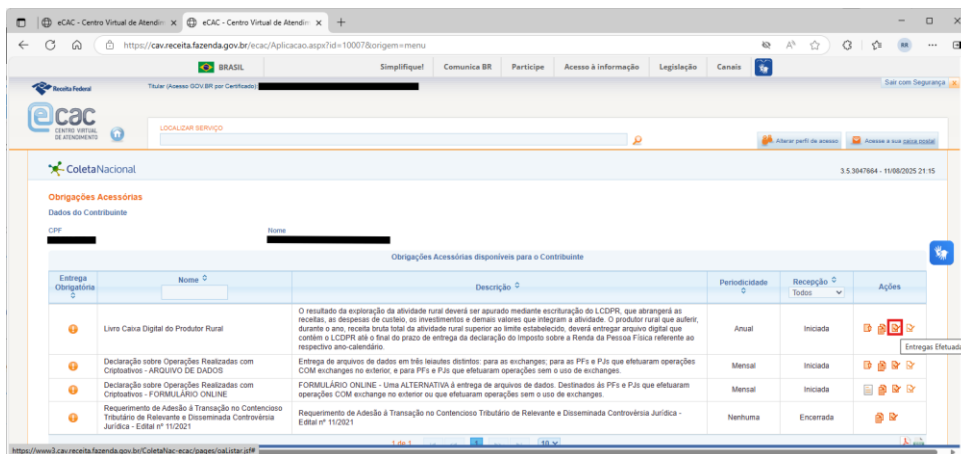 eCAC - Centro Virtual de Atendim
eCAC - Centro Virtual de Atendim
https://cav.receita.fazenda.gov.br/ecac/Aplicacao.aspx?id=10007&origem=menu
BRASIL Simplifique! Comunica BR Participe Acesso à informação Legislação Canais
Receita Federal Titular (Acesso GOV.BR por Certificado) Sair com Segurança
ecac
CENTRO VIRTUAL
DE ATENDIMENTO
LOCALIZAR SERVIÇO
Alterar perfil de acesso Acesse a sua caixa postal
ColetaNacional 3.5.3047664 - 11/08/2025 21:15
Obrigações Acessórias
Dados do Contribuinte
CPF Nome
Obrigações Acessórias disponíveis para o Contribuinte
Entrega Obrigatória Nome Descrição Periodicidade Recepção Ações
Todos
Livro Caixa Digital do Produtor Rural
O resultado da exploração da atividade rural deverá ser apurado mediante escrituração do LCDPR, que abrangerá as
receitas, as despesas de custeio, os investimentos e demais valores que integram a atividade. O produtor rural que auferir,
durante o ano, receita bruta total da atividade rural superior ao limite estabelecido, deverá entregar arquivo digital que
contém o LCDPR até o final do prazo de entrega da declaração do Imposto sobre a Renda da Pessoa Física referente ao
respectivo ano-calendário.
Anual Iniciada
Entregas Efetuada
Declaração sobre Operações Realizadas com
Criptoativos - ARQUIVO DE DADOS
Entrega de arquivos de dados em três leiautes distintos: para as exchanges; para as PFs e PJs que efetuaram operações
COM exchanges no exterior, e para PFs e PJs que efetuaram operações sem o uso de exchanges.
Mensal Iniciada
Declaração sobre Operações Realizadas com
Criptoativos - FORMULÁRIO ONLINE
FORMULÁRIO ONLINE - Uma ALTERNATIVA à entrega de arquivos de dados. Destinados às PFs e PJs que efetuaram
operações COM exchange no exterior ou que efetuaram operações sem o uso de exchanges.
Mensal Iniciada
Requerimento de Adesão à Transação no Contencioso
Tributário de Relevante e Disseminada Controvérsia
Jurídica - Edital nº 11/2021
Requerimento de Adesão à Transação no Contencioso Tributário de Relevante e Disseminada Controvérsia Jurídica -
Edital nº 11/2021
Nenhuma Encerrada
1 de 1 1 10
https://www3.cav.receita.fazenda.gov.br/ColetaNac-ecac/pages/oaListar.jsf#